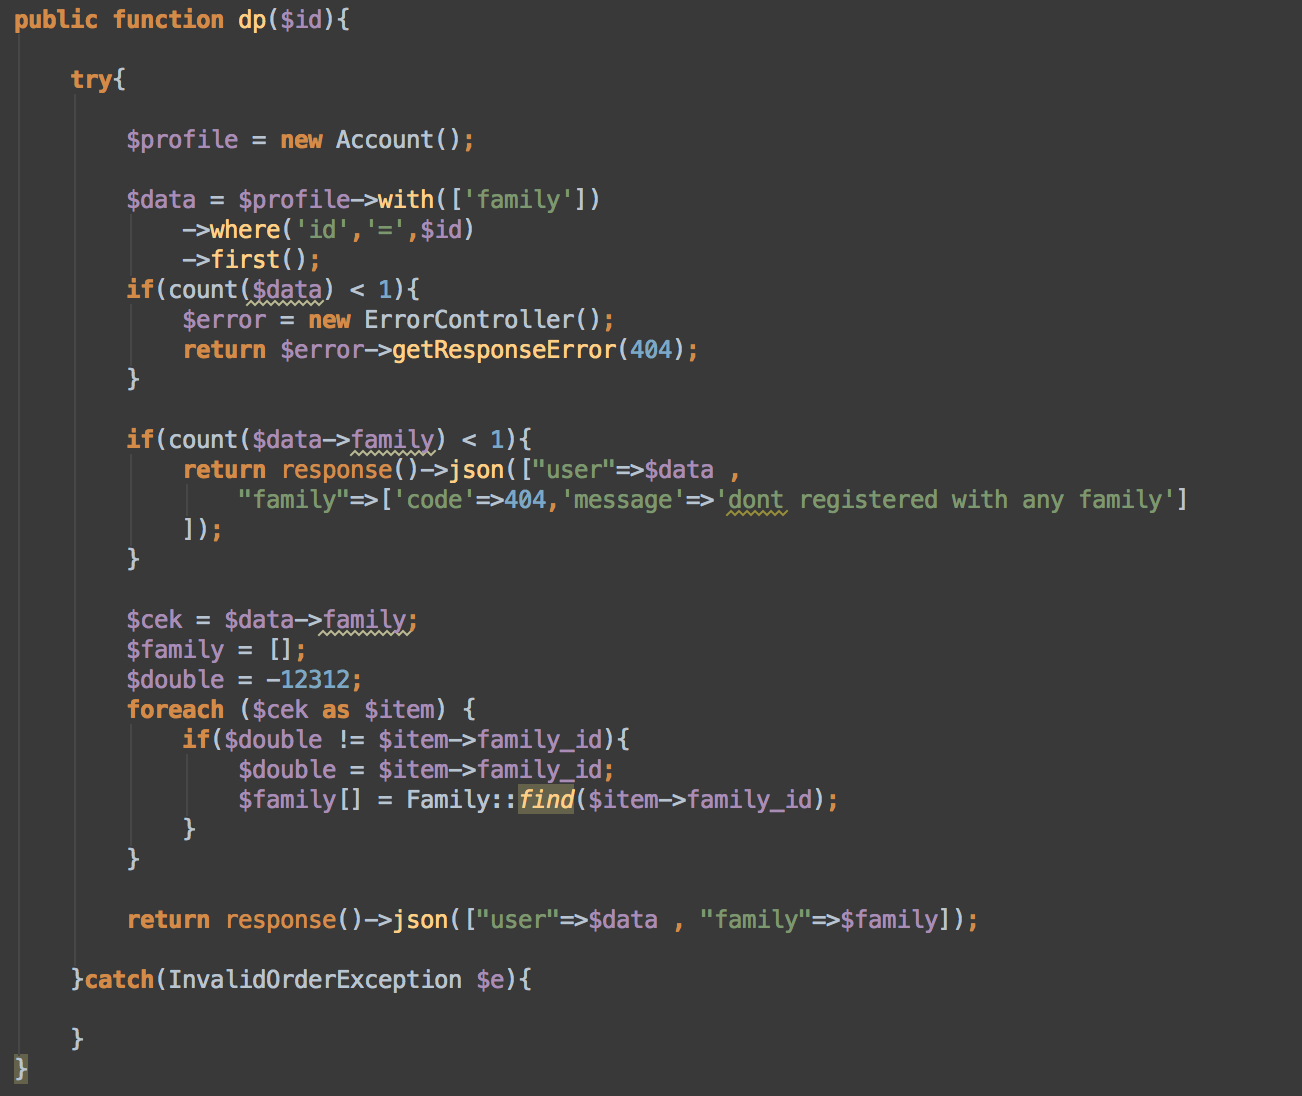 public function dp($id){
try{
$profile = new Account();
$data = $profile->with(['family'])
->where('id','=',$id)
->first();
if(count($data) < 1){
$error = new ErrorController();
return $error->getResponseError(404);
}
if(count($data->family) < 1){
return response()->json(["user"=>$data ,
"family"=>['code'=>404,'message'=>'dont registered with any family']
]);
}
$cek = $data->family;
$family = [];
$double = -12312;
foreach ($cek as $item) {
if($double != $item->family_id){
$double = $item->family_id;
$family[] = Family::find($item->family_id);
}
}
return response()->json(["user"=>$data , "family"=>$family]);
}catch(InvalidOrderException $e){
}
}